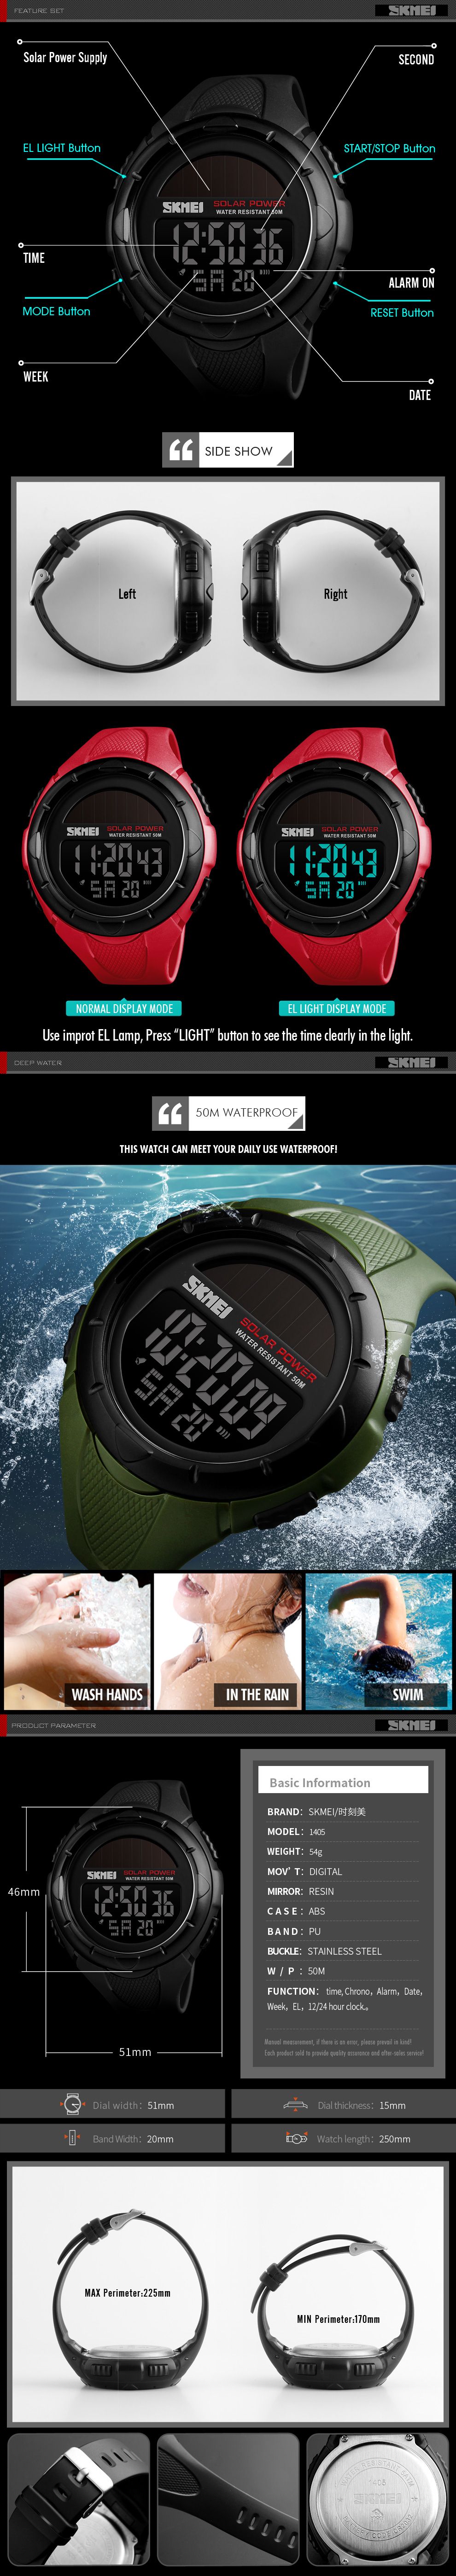 FEATURE SET
SKMEI
Solar Power Supply
SECOND
EL LIGHT Button
START/STOP Button
SKMEI
SOLAR POWER
WATER RESISTANT 50M
12:50 36
SA 20
TIME
ALARM ON
MODE Button
RESET Button
WEEK
DATE
SIDE SHOW
Left
Right
SKMEI
SOLAR POWER
WATER RESISTANT 50M
11:20 43
SA 20
SKMEI
SOLAR POWER
WATER RESISTANT 50M
11:20 43
SA 20
NORMAL DISPLAY MODE
EL LIGHT DISPLAY MODE
Use improt EL Lamp, Press “LIGHT” button to see the time clearly in the light.
DEEP WATER
SKMEI
50M WATERPROOF
THIS WATCH CAN MEET YOUR DAILY USE WATERPROOF!
SKMEI
SOLAR POWER
WATER RESISTANT 50M
WASH HANDS
IN THE RAIN
SWIM
PRODUCT PARAMETER
SKMEI
46mm
SKMEI
SOLAR POWER
WATER RESISTANT 50M
12:50 36
SA 20
51mm
Basic Information
BRAND: SKMEI/时刻美
MODEL: 1405
WEIGHT: 54g
MOV'T: DIGITAL
MIRROR: RESIN
CASE: ABS
BAND: PU
BUCKLE: STAINLESS STEEL
W/P: 50M
FUNCTION: time, Chrono, Alarm, Date,
Week, EL, 12/24 hour clock.。
Manual measurement, if there is an error, please prevail in kind!
Each product sold to provide quality assurance and after-sales service!
Dial width: 51mm
Dial thickness: 15mm
Band Width: 20mm
Watch length: 250mm
MAX Perimeter:225mm
MIN Perimeter:170mm
1405
SKMEI